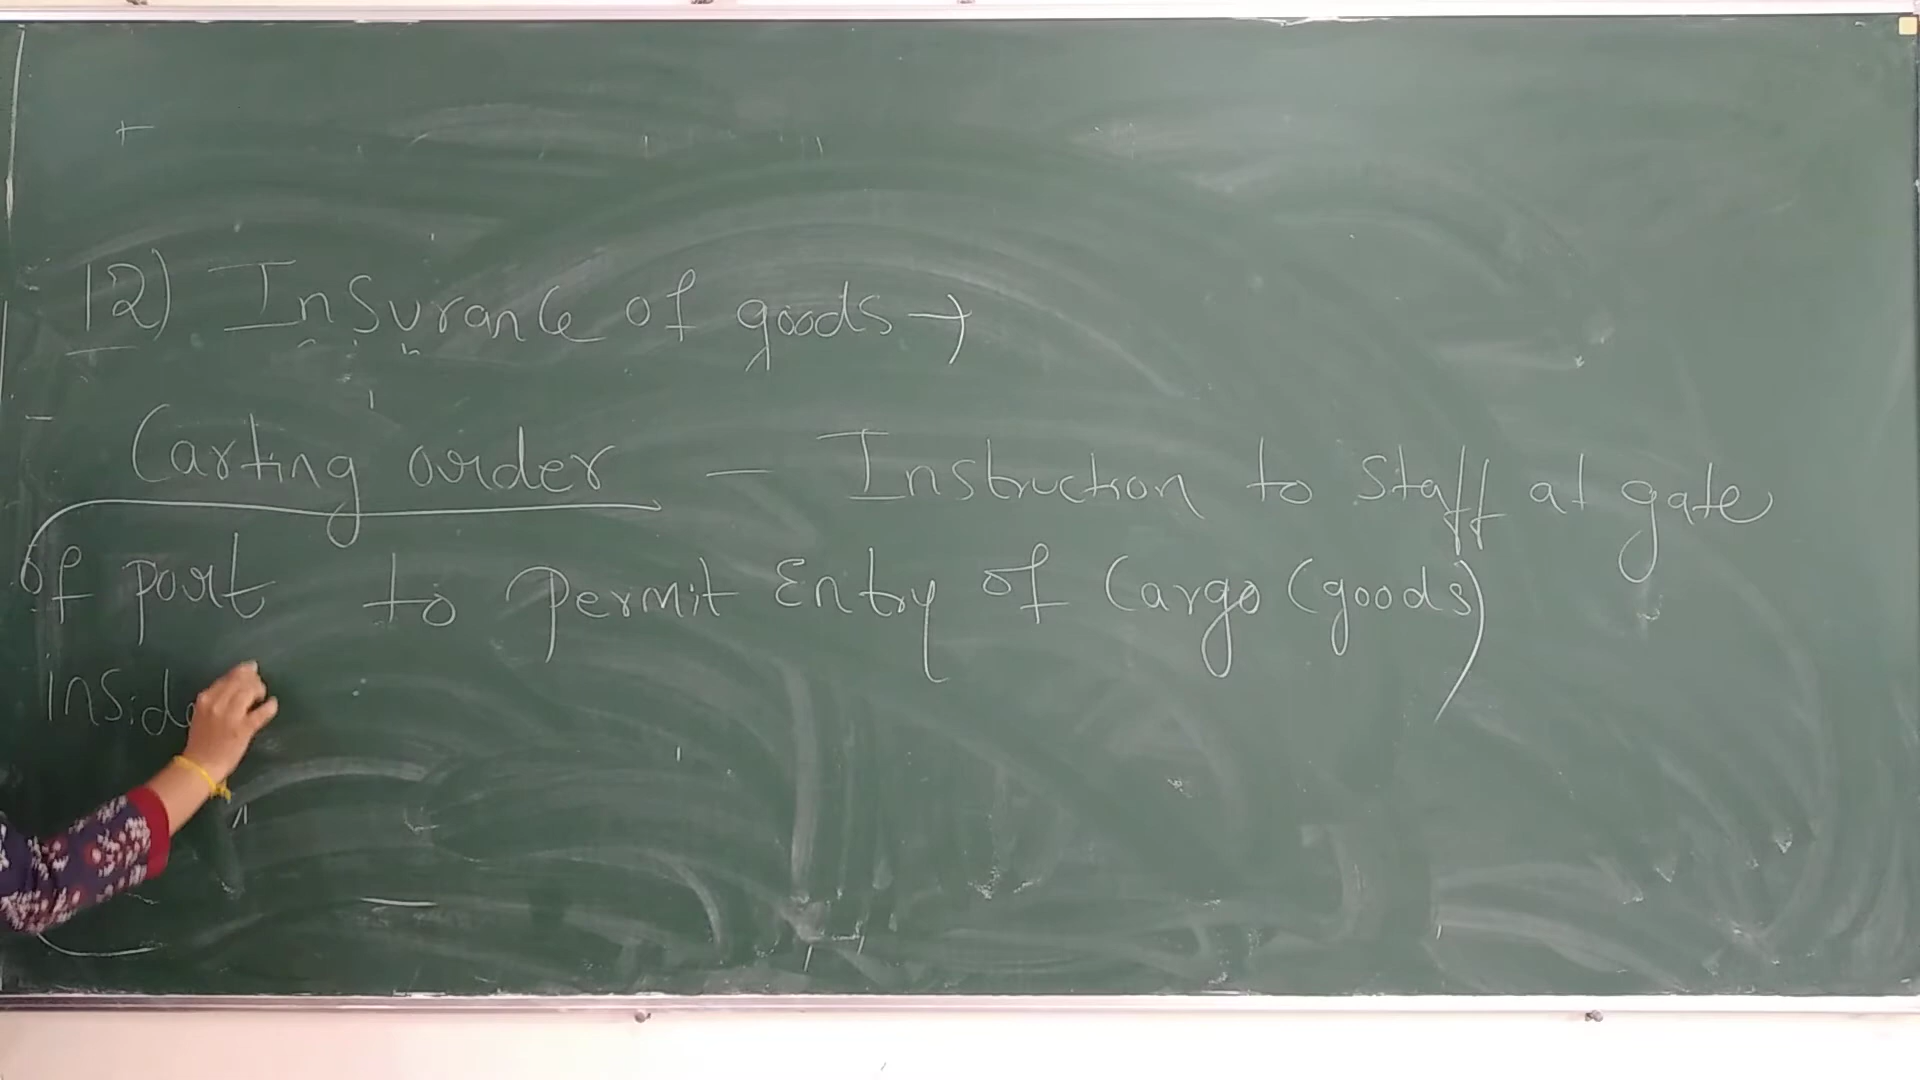 12) Insurance of goods →
Carting order - Instruction to Staff at gate
of port to permit Entry of Cargo (goods)
inside